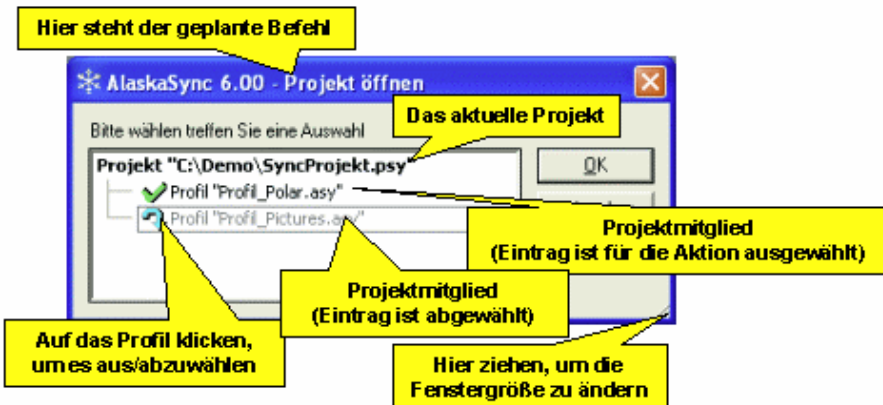 Hier steht der geplante Befehl
AlaskaSync 6.00 - Projekt öffnen
Das aktuelle Projekt
Bitte wählen treffen Sie eine Auswahl
Projekt "C:\Demo\SyncProjekt.psy"
OK
Profil "Profil_Polar.asy"
Profil "Profil_Pictures.asy"
Projektmitglied
(Eintrag ist für die Aktion ausgewählt)
Projektmitglied
(Eintrag ist abgewählt)
Auf das Profil klicken,
um es aus/abzuwählen
Hier ziehen, um die
Fenstergröße zu ändern